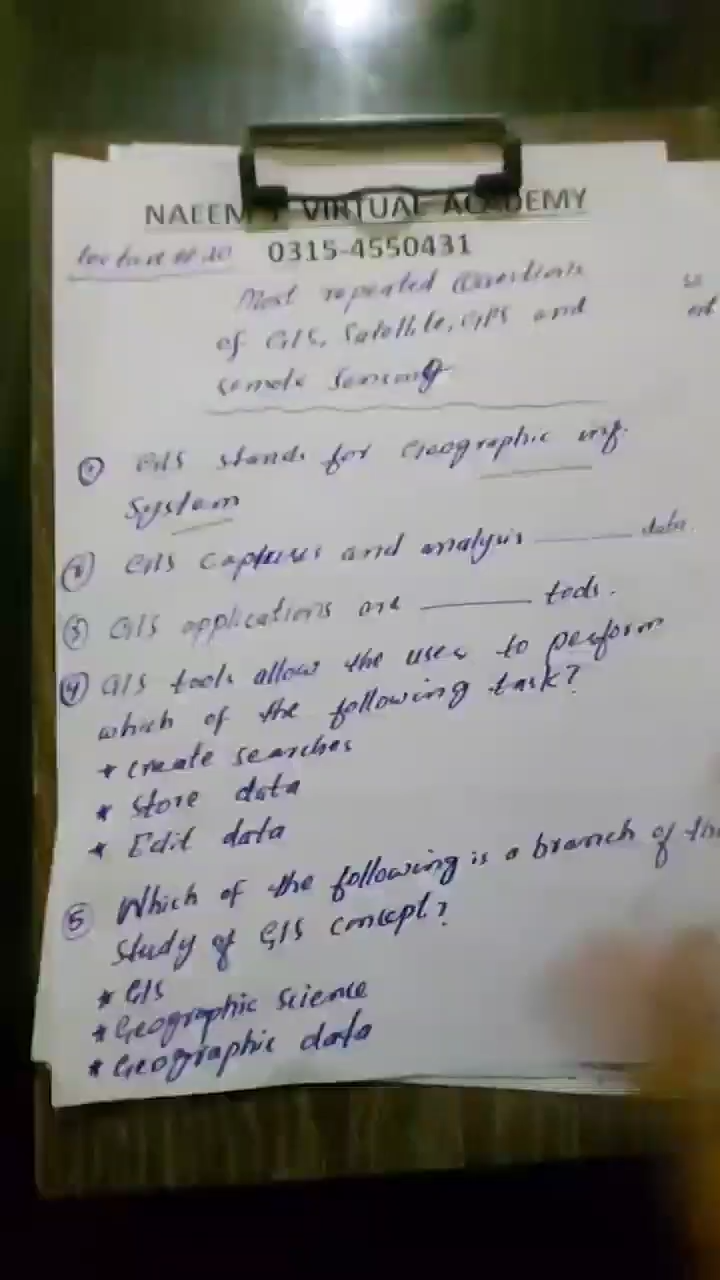 NAEEM VIRTUAL ACADEMY
Lecture # 20 0315-4550431
Most repeated Questions
of GIS, Satellite, GPS and
remote Sensing
① GIS stands for Geographic inf.
System
② GIS Captures and analysis ______ data.
③ GIS applications are ______ tools.
④ GIS tools allow the user to perform
which of the following task?
* Create searches
* Store data
* Edit data
⑤ Which of the following is a branch of the
Study of GIS concept?
* GIS
* Geographic Science
* Geographic data